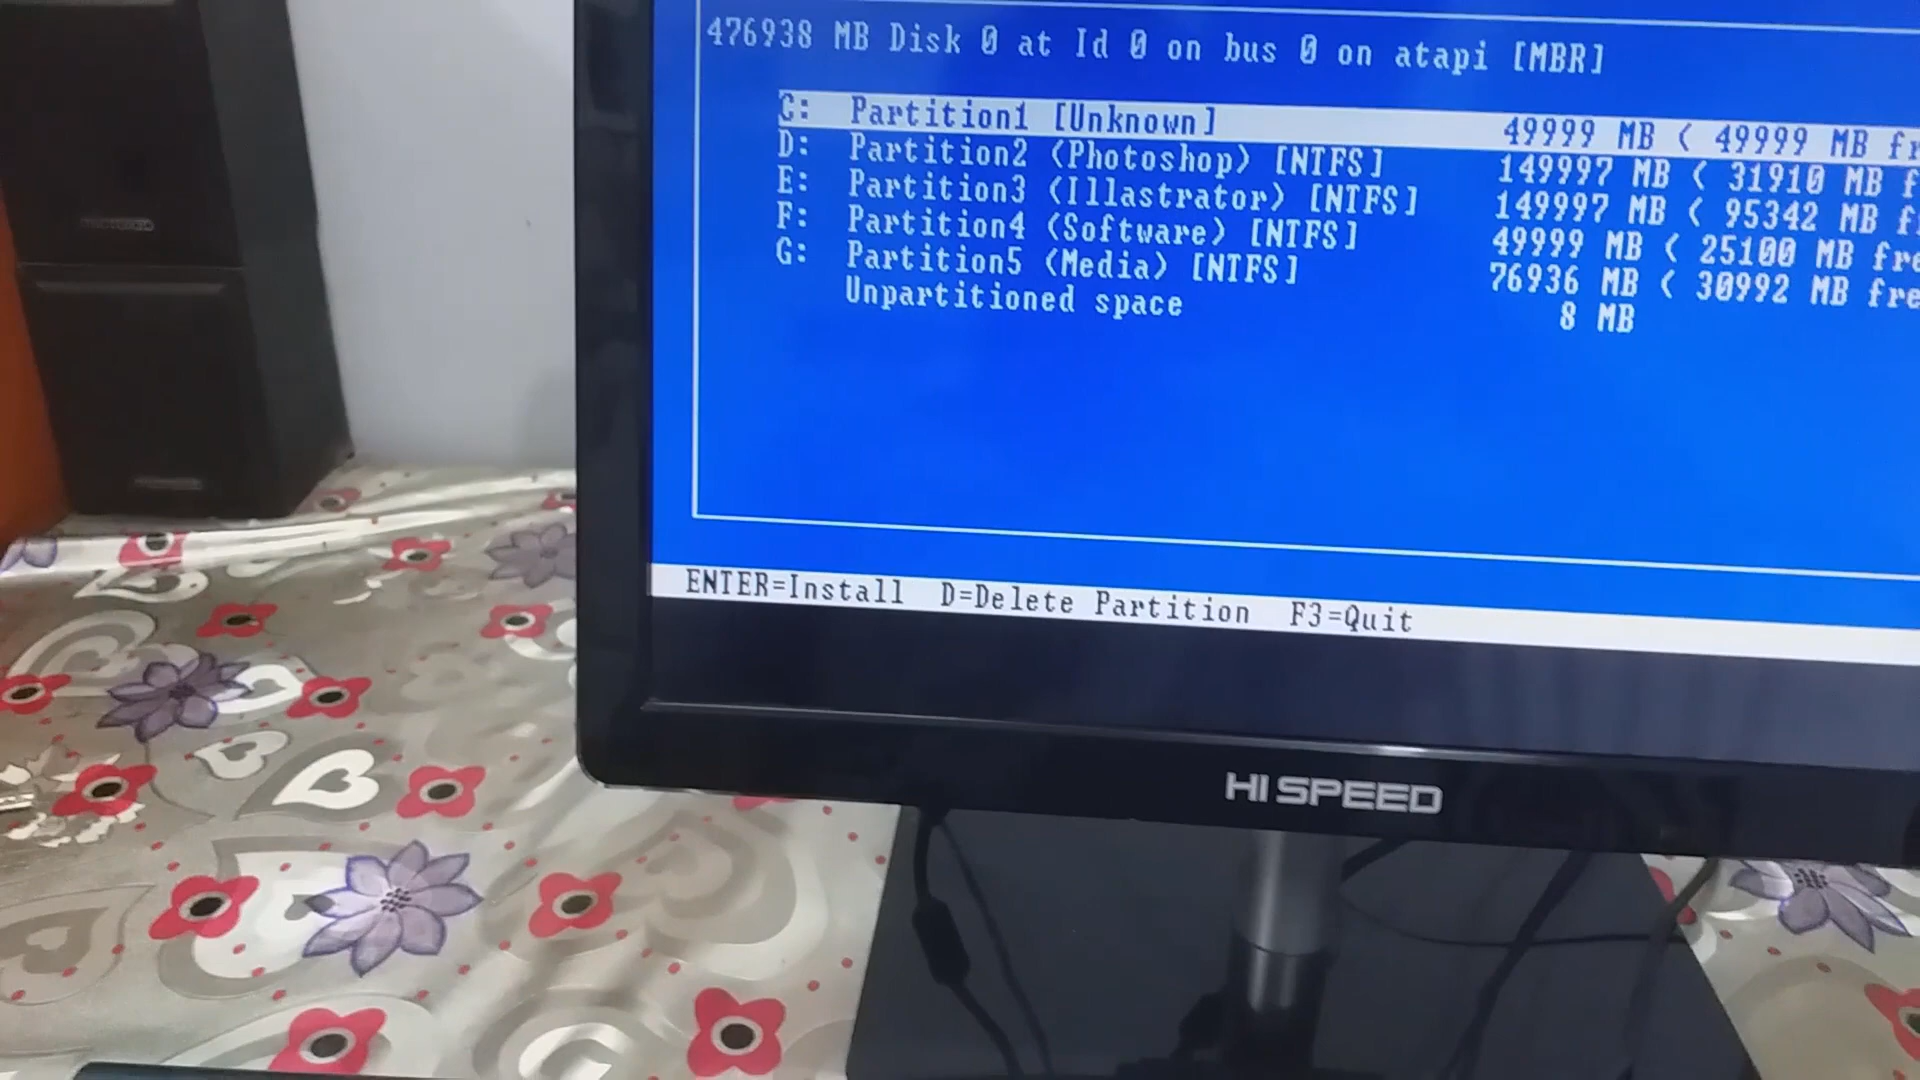 476938 MB Disk 0 at Id 0 on bus 0 on atapi [MBR]
C: Partition1 [Unknown] 49999 MB ( 49999 MB fr
D: Partition2 (Photoshop) [NTFS] 149997 MB ( 31910 MB f
E: Partition3 (Illastrator) [NTFS] 149997 MB ( 95342 MB f
F: Partition4 (Software) [NTFS] 49999 MB ( 25100 MB fre
G: Partition5 (Media) [NTFS] 76936 MB ( 30992 MB fre
Unpartitioned space 8 MB
ENTER=Install D=Delete Partition F3=Quit
HI SPEED